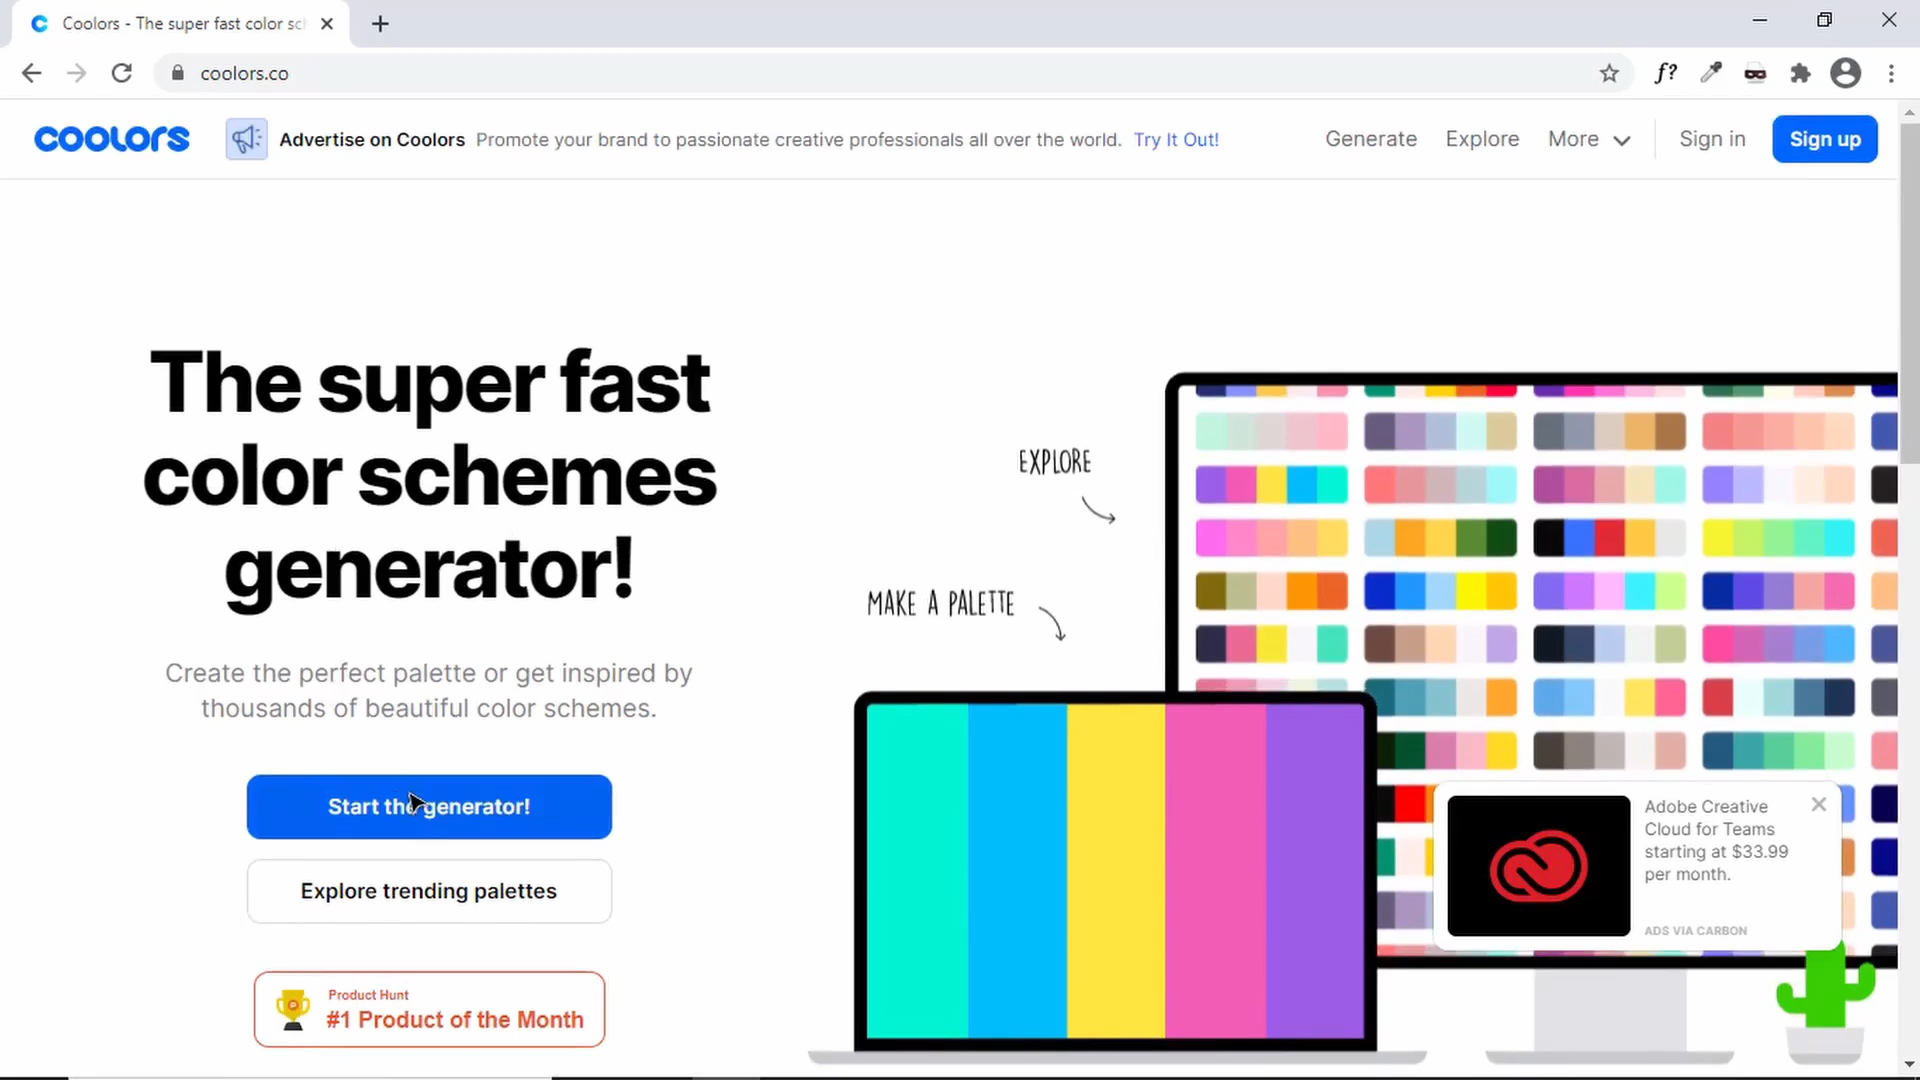 Coolors - The super fast color sc
coolors.co
f?
coolors
Advertise on Coolors Promote your brand to passionate creative professionals all over the world. Try It Out!
Generate Explore More Sign in Sign up
The super fast
color schemes
generator!
Create the perfect palette or get inspired by
thousands of beautiful color schemes.
Start the generator!
Explore trending palettes
Product Hunt
#1 Product of the Month
EXPLORE
MAKE A PALETTE
Adobe Creative
Cloud for Teams
starting at $33.99
per month.
ADS VIA CARBON